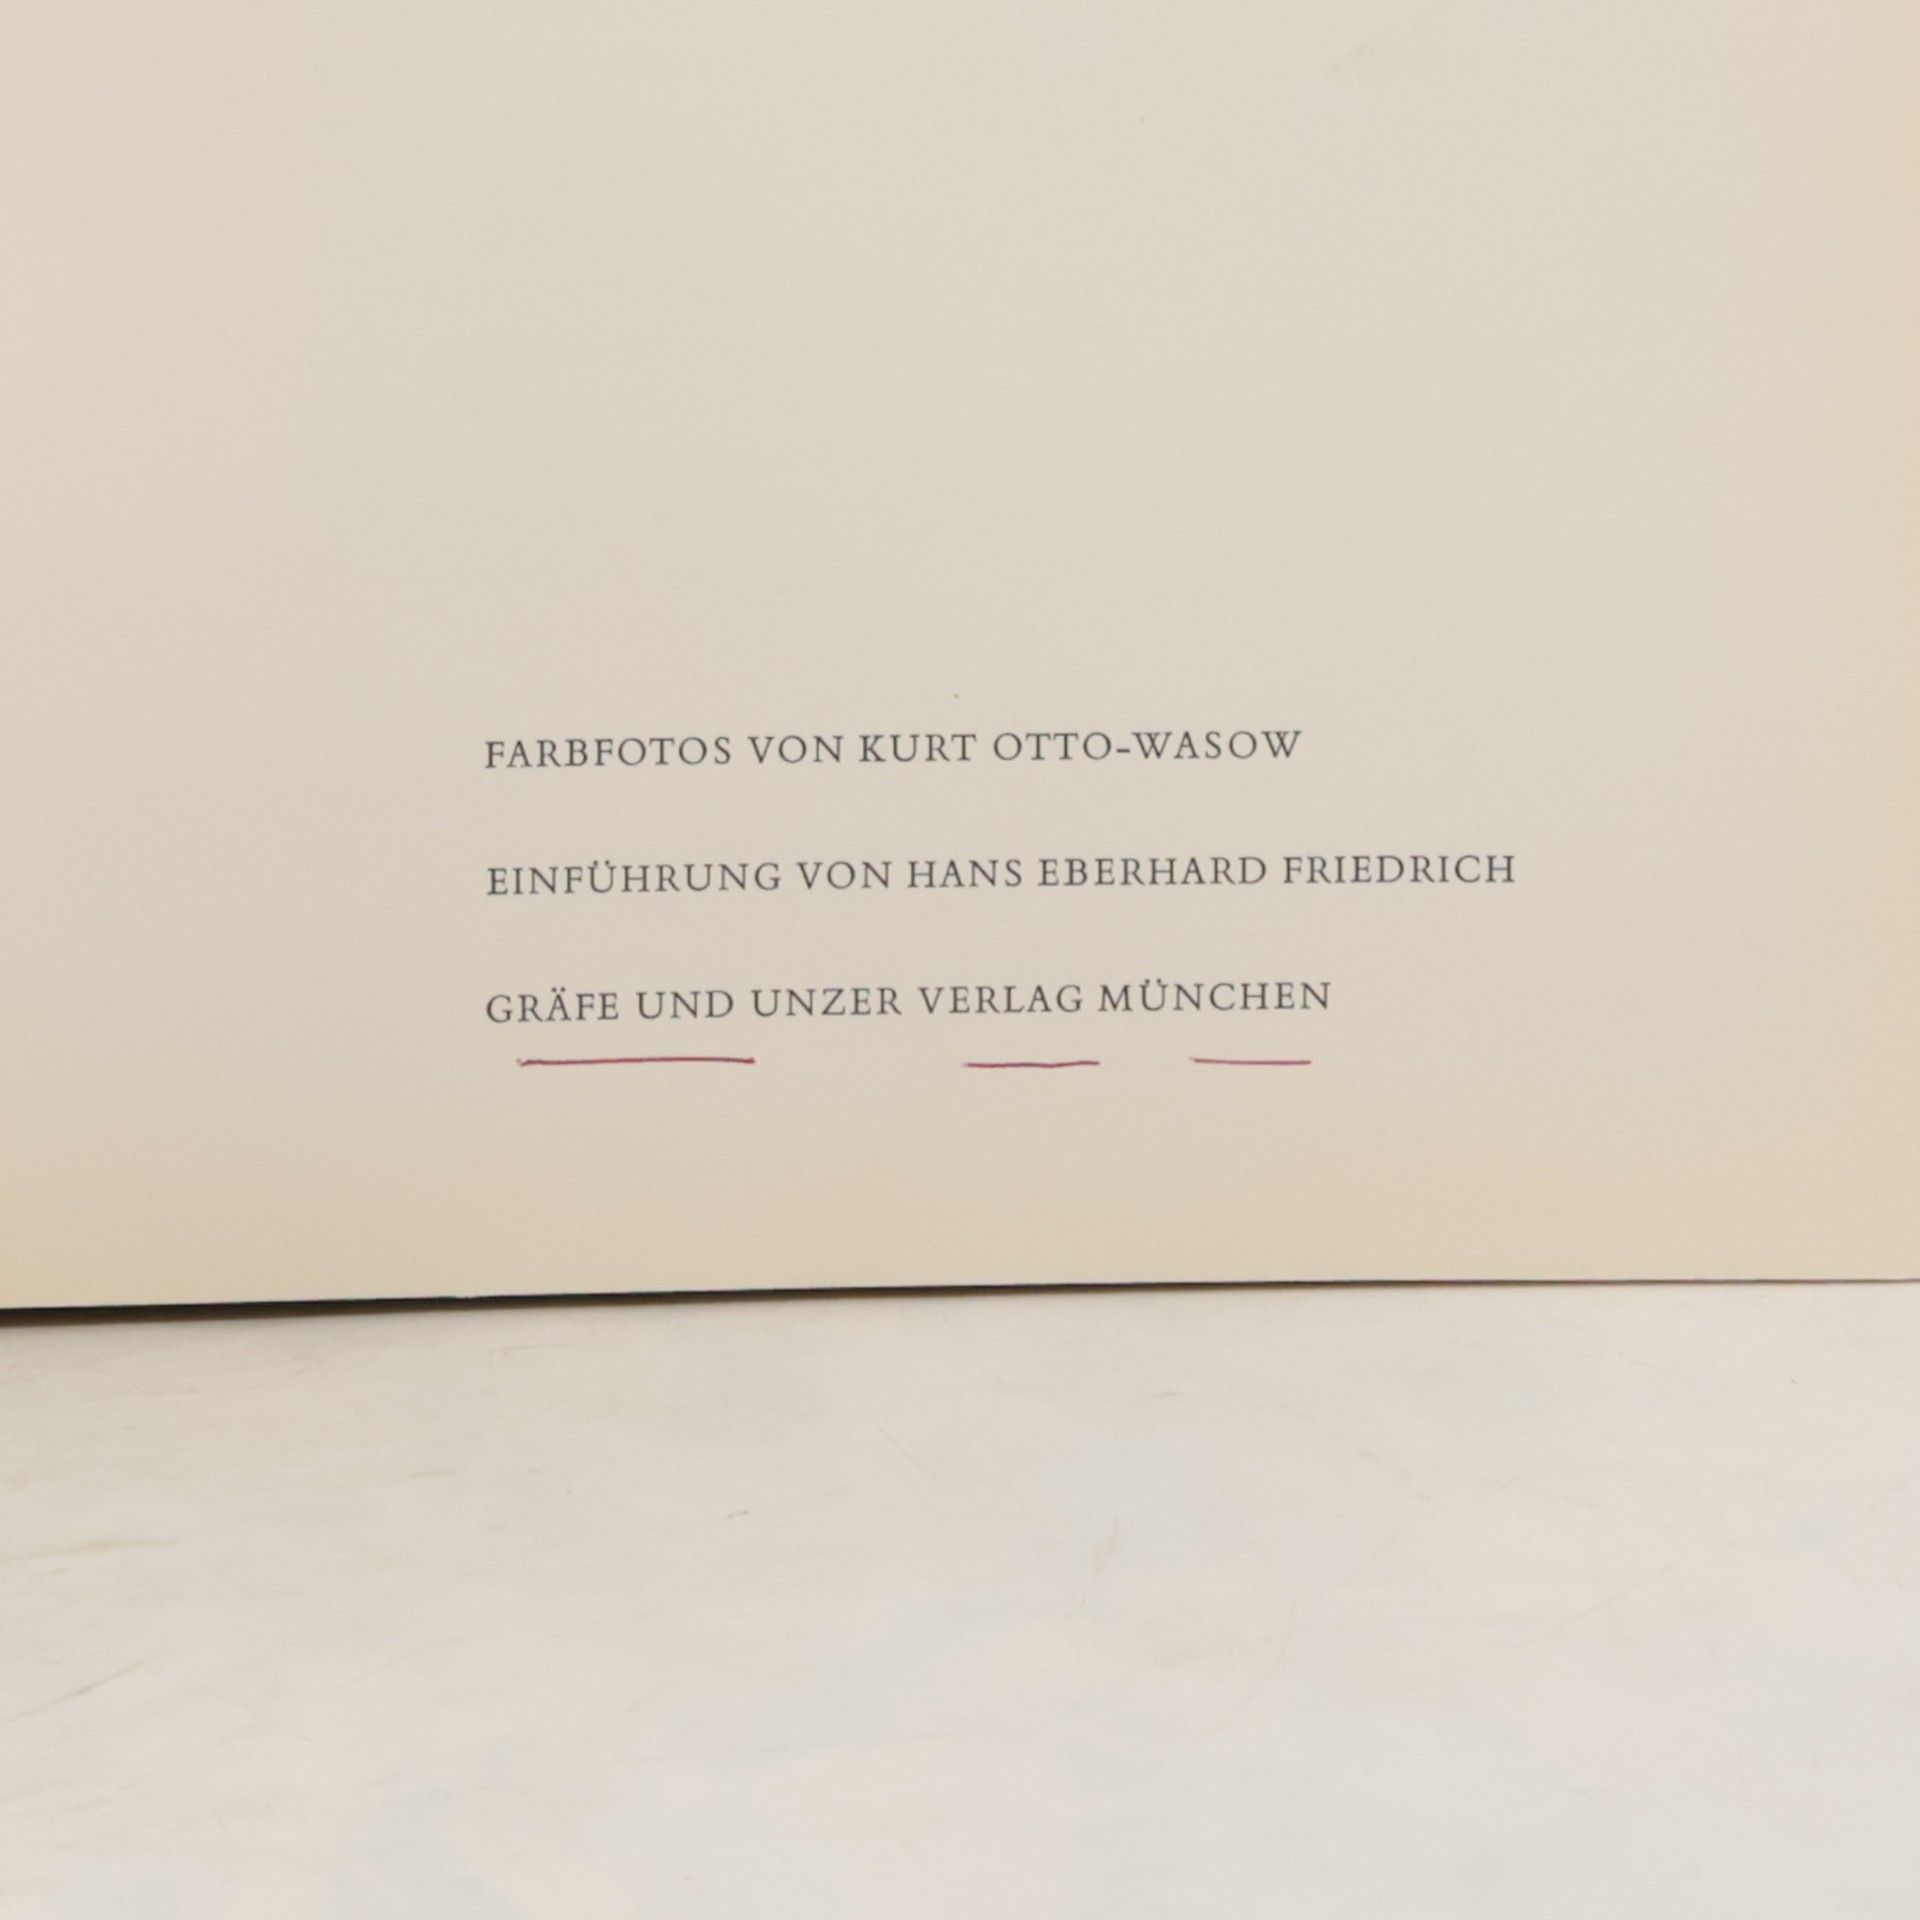 FARBFOTOS VON KURT OTTO-WASOW
EINFÜHRUNG VON HANS EBERHARD FRIEDRICH
GRÄFE UND UNZER VERLAG MÜNCHEN